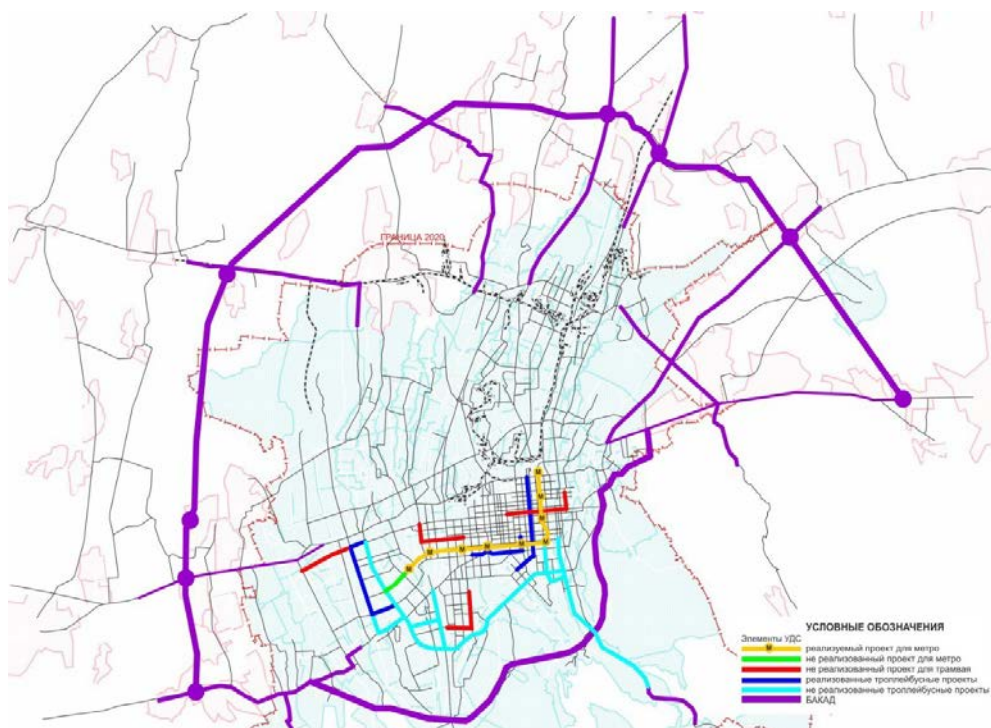 ГРАНИЦА 2020
М
М
М
М
М
М
М
М
М
УСЛОВНЫЕ ОБОЗНАЧЕНИЯ
Элементы УДС
М
реализуемый проект для метро
не реализованный проект для метро
не реализованный проект для трамвая
реализованные троллейбусные проекты
не реализованные троллейбусные проекты
БАКАД